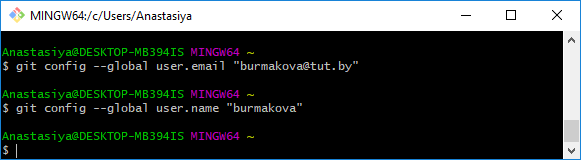 MINGW64:/c/Users/Anastasiya
Anastasiya@DESKTOP-MB394IS MINGW64 ~
$ git config --global user.email "burmakova@tut.by"
Anastasiya@DESKTOP-MB394IS MINGW64 ~
$ git config --global user.name "burmakova"
Anastasiya@DESKTOP-MB394IS MINGW64 ~
$